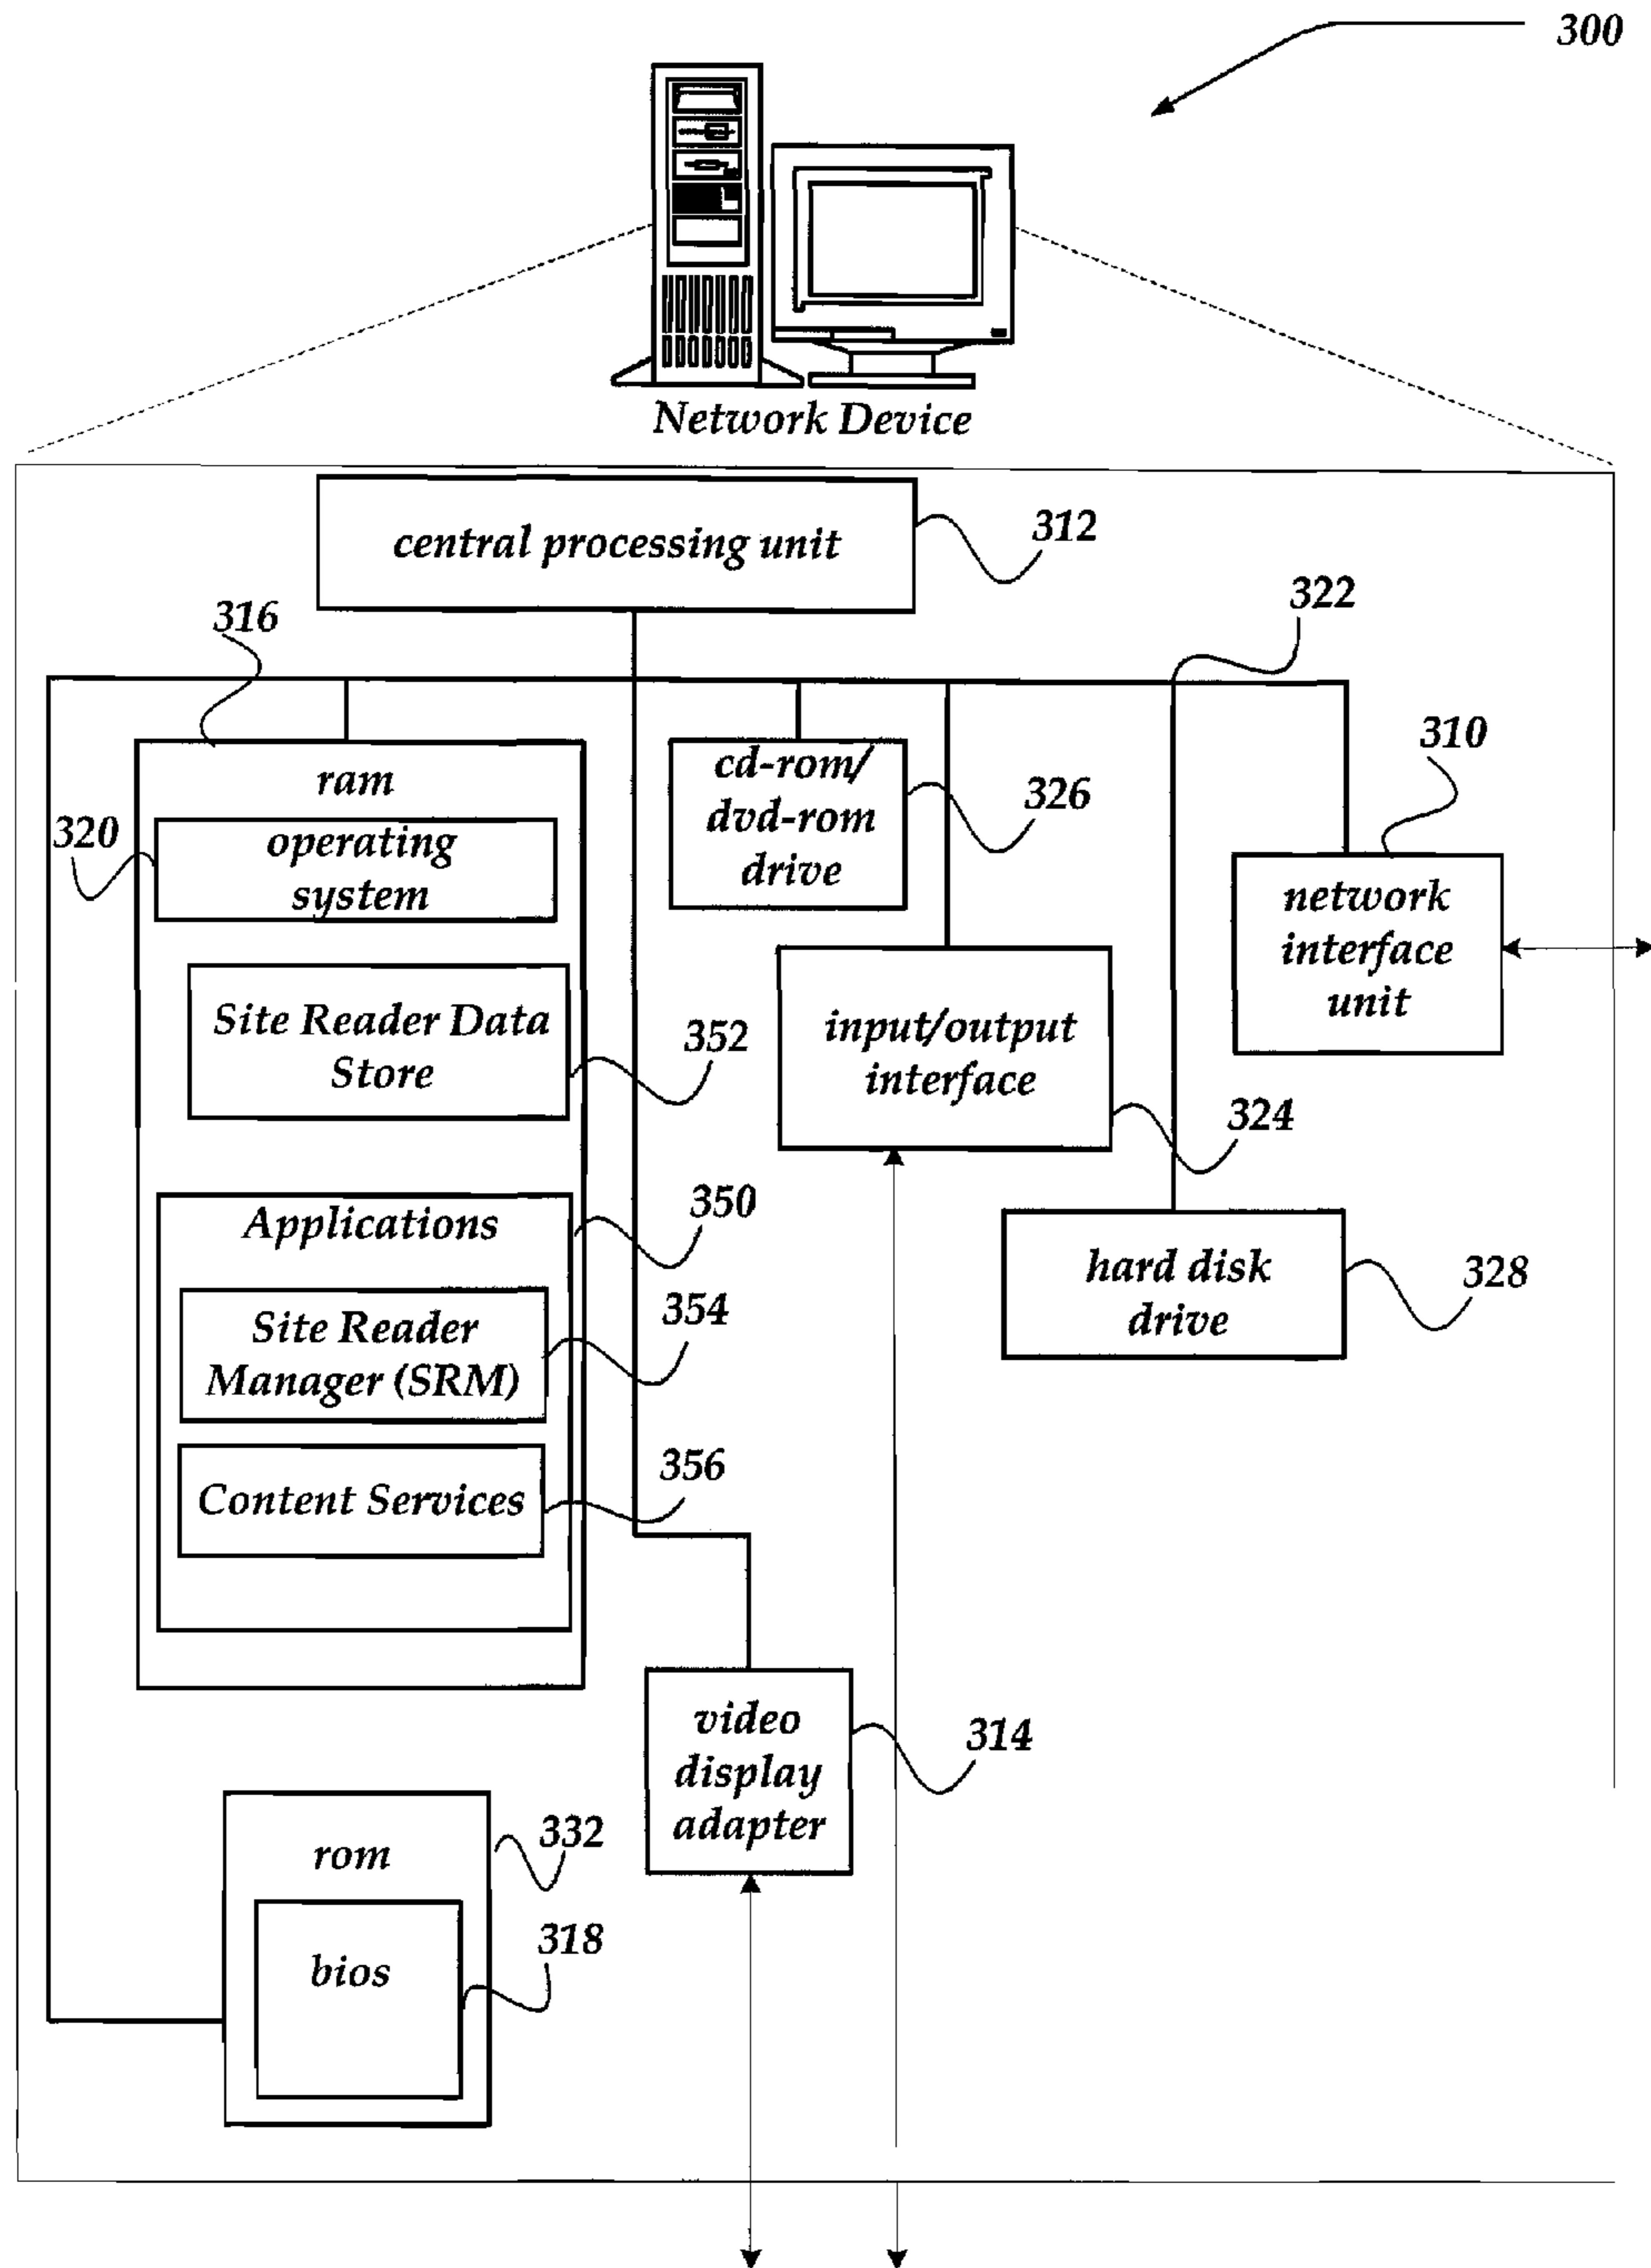 300
Network Device
central processing unit
312
316
322
ram
320
operating
system
cd-rom/
dvd-rom
drive
326
310
network
interface
unit
Site Reader Data
Store
352
input/output
interface
324
Applications
350
Site Reader
Manager (SRM)
354
hard disk
drive
328
Content Services
356
video
display
adapter
314
rom
332
bios
318